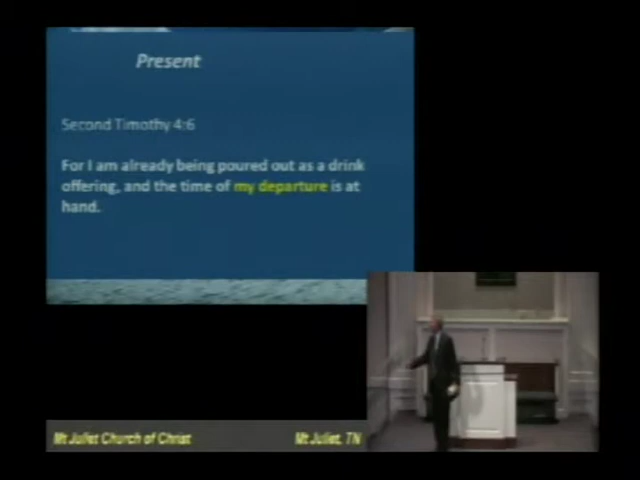 Present
Second Timothy 4:6
For I am already being poured out as a drink
offering, and the time of my departure is at
hand.
Mt Juliet Church of Christ
Mt Juliet, TN